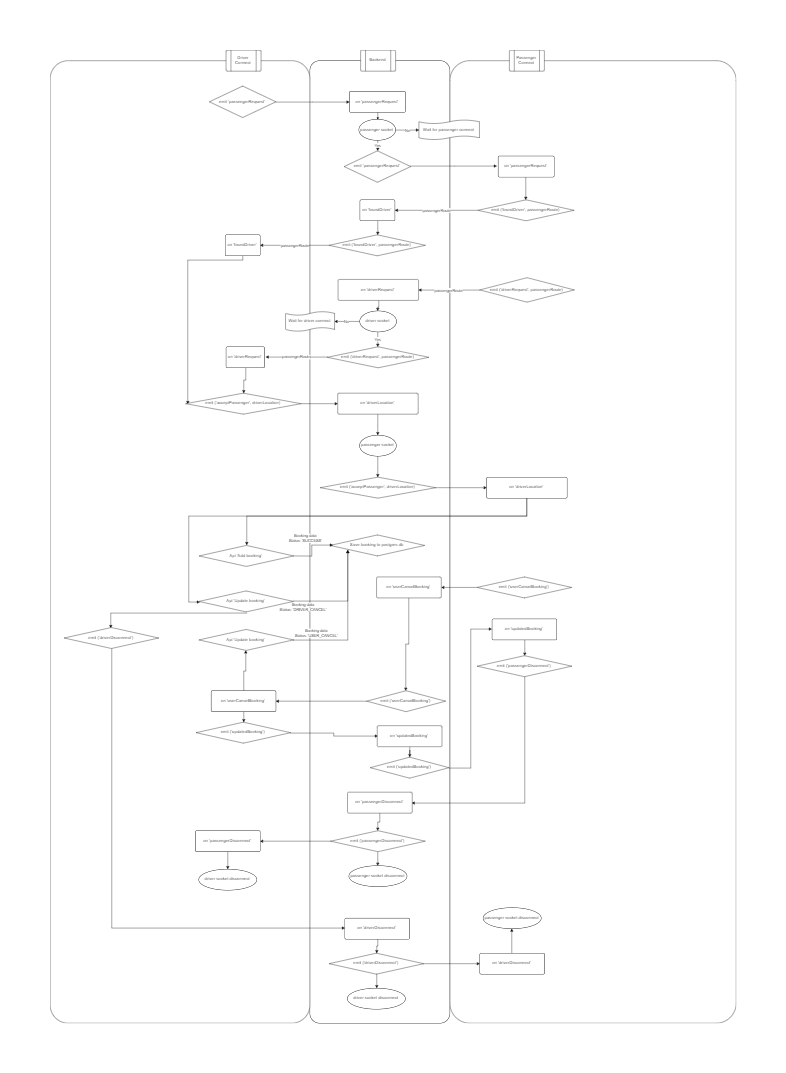 Driver
Connect
Backend
Passenger
Connect
emit 'passengerRequest'
on 'passengerRequest'
passenger socket
No
Wait for passenger connect
Yes
emit 'passengerRequest'
on 'passengerRequest'
on 'foundDriver'
passengerRoute
emit ('foundDriver', passengerRoute)
on 'foundDriver'
passengerRoute
emit ('foundDriver', passengerRoute)
on 'driverRequest'
passengerRoute
emit ('driverRequest', passengerRoute)
Wait for driver connect
No
driver socket
Yes
on 'driverRequest'
passengerRoute
emit ('driverRequest', passengerRoute)
emit ('acceptPassenger', driverLocation)
on 'driverLocation'
passenger socket
emit ('acceptPassenger', driverLocation)
on 'driverLocation'
Booking data
Status:
Api 'Add booking'
Save booking in postgres db
on 'userCancelBooking'
emit ('userCancelBooking')
Api 'Update booking'
Booking data
Status: 'DRIVER_CANCEL'
on 'updatedBooking'
Booking data
Status: 'USER_CANCEL'
emit ('driverDisconnect')
Api 'Update booking'
emit ('passengerDisconnect')
on 'userCancelBooking'
emit ('userCancelBooking')
emit ('updatedBooking')
on 'updatedBooking'
emit ('updatedBooking')
on 'passengerDisconnect'
on 'passengerDisconnect'
emit ('passengerDisconnect')
driver socket disconnect
passenger socket disconnect
passenger socket disconnect
on 'driverDisconnect'
emit ('driverDisconnect')
on 'driverDisconnect'
driver socket disconnect